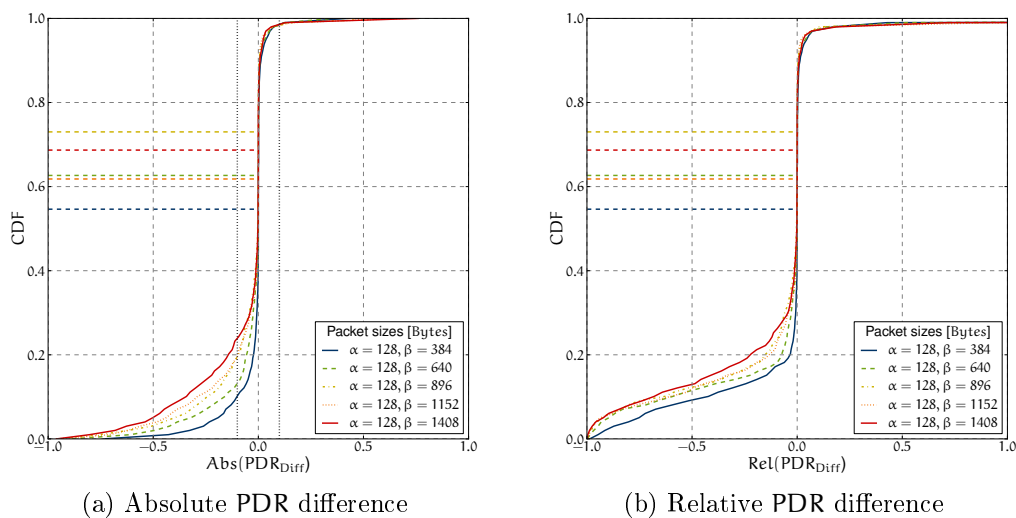 1.0
0.8
0.6
0.4
0.2
0.0
CDF
−1.0 −0.5 0.0 0.5 1.0
Abs(PDR_Diff)
Packet sizes [Bytes]
α = 128, β = 384
α = 128, β = 640
α = 128, β = 896
α = 128, β = 1152
α = 128, β = 1408
(a) Absolute PDR difference
1.0
0.8
0.6
0.4
0.2
0.0
CDF
−1.0 −0.5 0.0 0.5 1.0
Rel(PDR_Diff)
Packet sizes [Bytes]
α = 128, β = 384
α = 128, β = 640
α = 128, β = 896
α = 128, β = 1152
α = 128, β = 1408
(b) Relative PDR difference